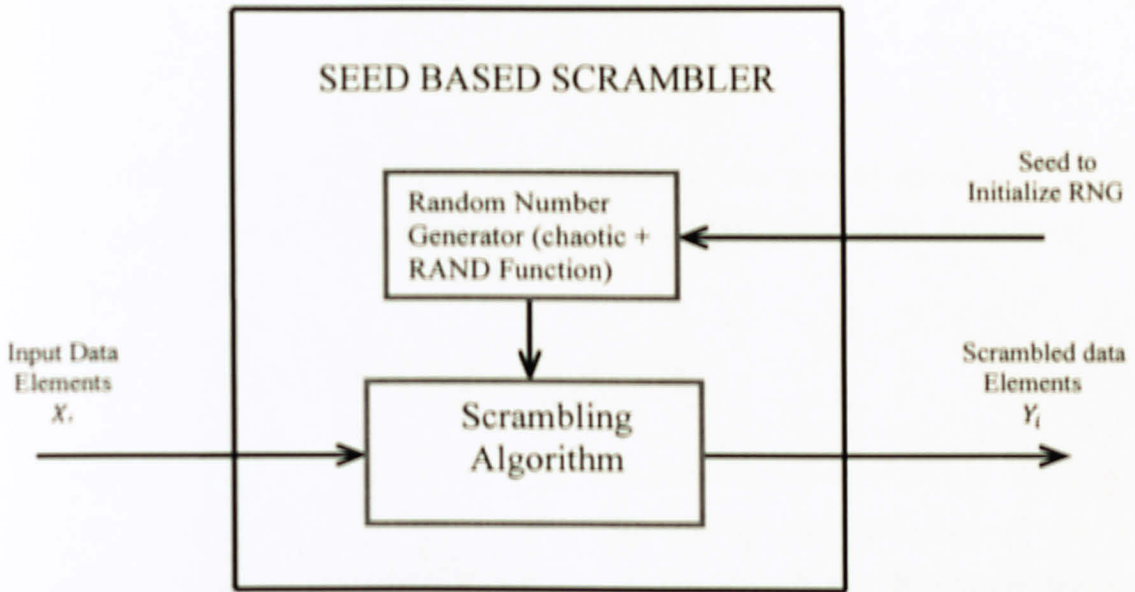 SEED BASED SCRAMBLER
Seed to
Initialize RNG
Random Number
Generator (chaotic +
RAND Function)
Input Data
Elements
X.
Scrambled data
Elements
Yi
Scrambling
Algorithm